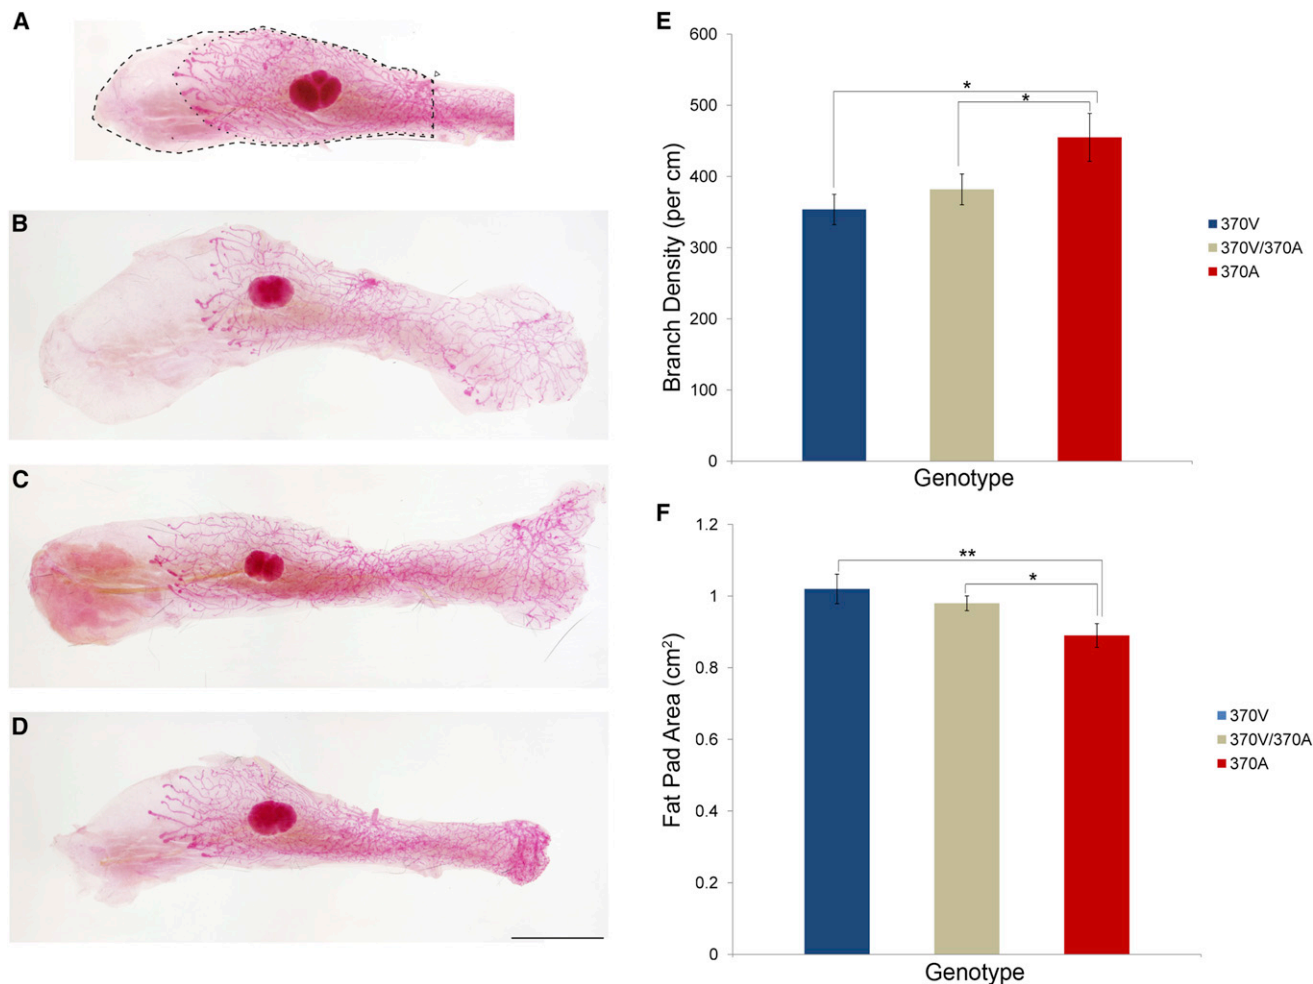 A
B
C
D
E
600
500
400
300
200
100
0
Branch Density (per cm)
*
*
Genotype
370V
370V/370A
370A
F
1.2
1
0.8
0.6
0.4
0.2
0
Fat Pad Area (cm²)
**
*
Genotype
370V
370V/370A
370A